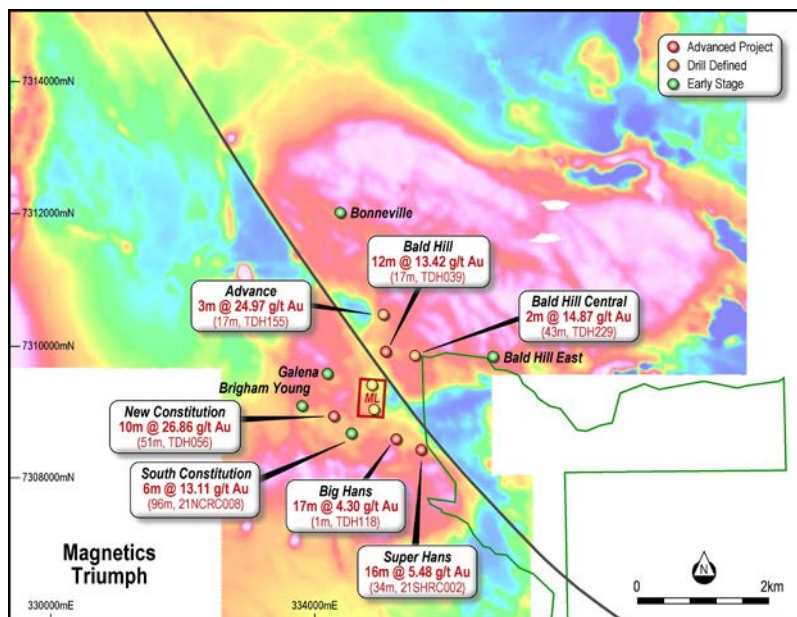 Advanced Project
Drill Defined
Early Stage
7314000mN
7312000mN
7310000mN
7308000mN
Bonneville
Bald Hill
12m @ 13.42 g/t Au
(17m, TDH039)
Advance
3m @ 24.97 g/t Au
(17m, TDH155)
Bald Hill Central
2m @ 14.87 g/t Au
(43m, TDH229)
Bald Hill East
Galena
Brigham Young
ML
New Constitution
10m @ 26.86 g/t Au
(51m, TDH056)
South Constitution
6m @ 13.11 g/t Au
(96m, 21NCRC008)
Big Hans
17m @ 4.30 g/t Au
(1m, TDH118)
Super Hans
16m @ 5.48 g/t Au
(34m, 21SHRC002)
Magnetics
Triumph
N
0
2km
330000mE
334000mE